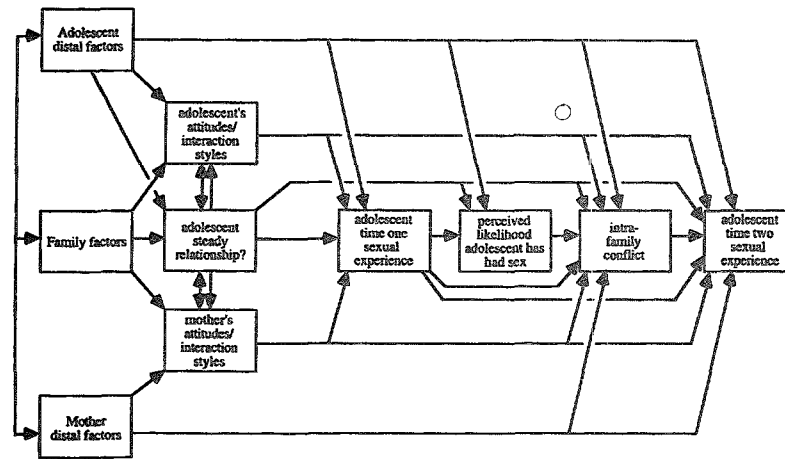 Adolescent
distal factors
adolescent's
attitudes/
interaction
styles
Family factors
adolescent
steady
relationship?
adolescent
time one
sexual
experience
perceived
likelihood
adolescent has
had sex
intra-
family
conflict
adolescent
time two
sexual
experience
mother's
attitudes/
interaction
styles
Mother
distal factors